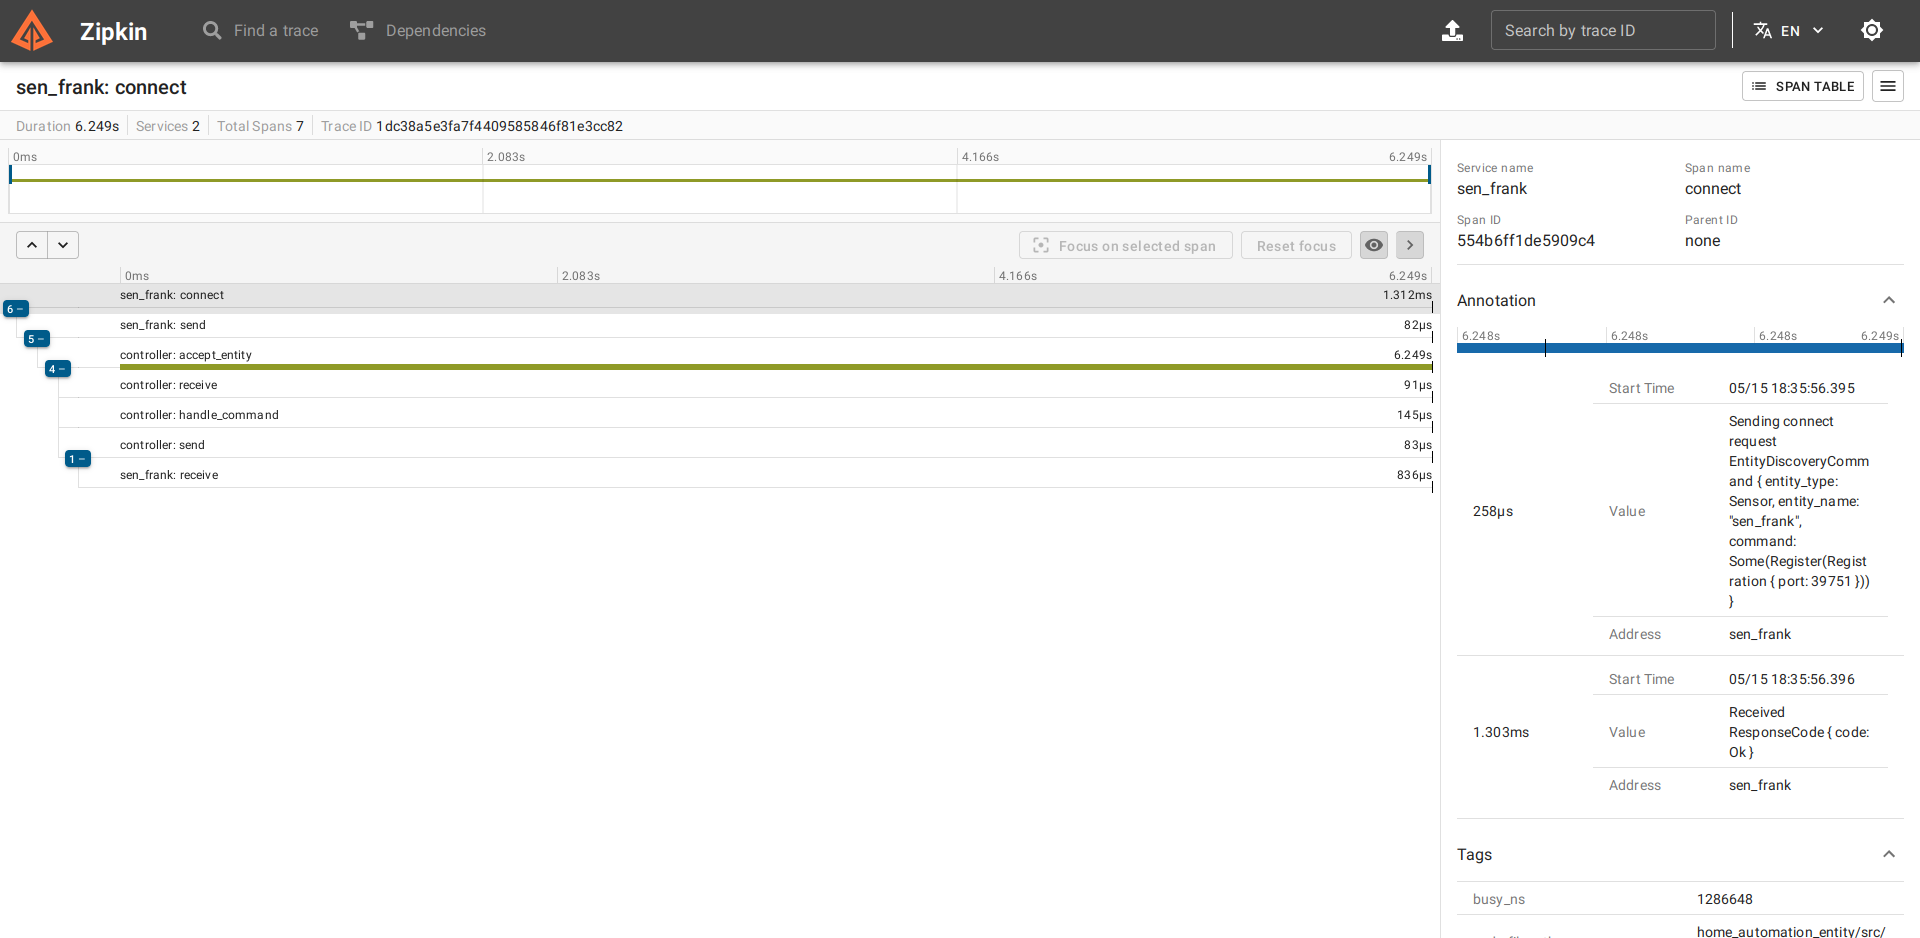 Zipkin
Find a trace
Dependencies
Search by trace ID
EN
sen_frank: connect
SPAN TABLE
Duration 6.249s
Services 2
Total Spans 7
Trace ID 1dc38a5e3fa7f4409585846f81e3cc82
0ms 2.083s 4.166s 6.249s
Focus on selected span
Reset focus
0ms 2.083s 4.166s 6.249s
sen_frank: connect 1.312ms
6 −
sen_frank: send 82μs
5 −
controller: accept_entity 6.249s
4 −
controller: receive 91μs
controller: handle_command 145μs
controller: send 83μs
1 −
sen_frank: receive 836μs
Service name Span name
sen_frank connect
Span ID Parent ID
554b6ff1de5909c4 none
Annotation
6.248s 6.248s 6.248s 6.249s
Start Time 05/15 18:35:56.395
258μs
Value
Sending connect
request
EntityDiscoveryComm
and { entity_type:
Sensor, entity_name:
"sen_frank",
command:
Some(Register(Regist
ration { port: 39751 }))
}
Address sen_frank
Start Time 05/15 18:35:56.396
1.303ms
Value
Received
ResponseCode { code:
Ok }
Address sen_frank
Tags
busy_ns 1286648
home_automation_entity/src/